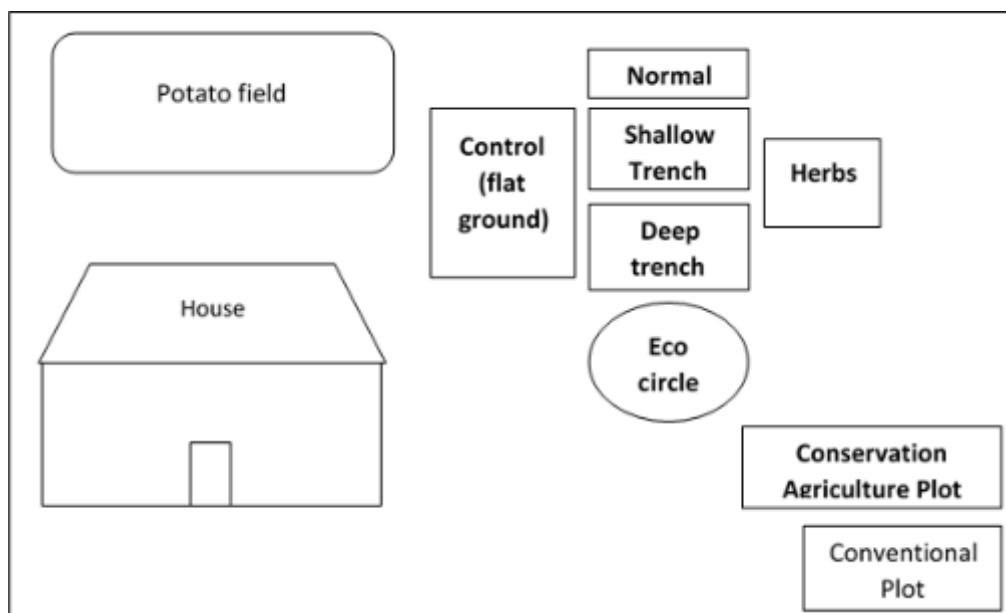 Potato field
Normal
Control
(flat
ground)
Shallow
Trench
Herbs
Deep
trench
House
Eco
circle
Conservation
Agriculture Plot
Conventional
Plot